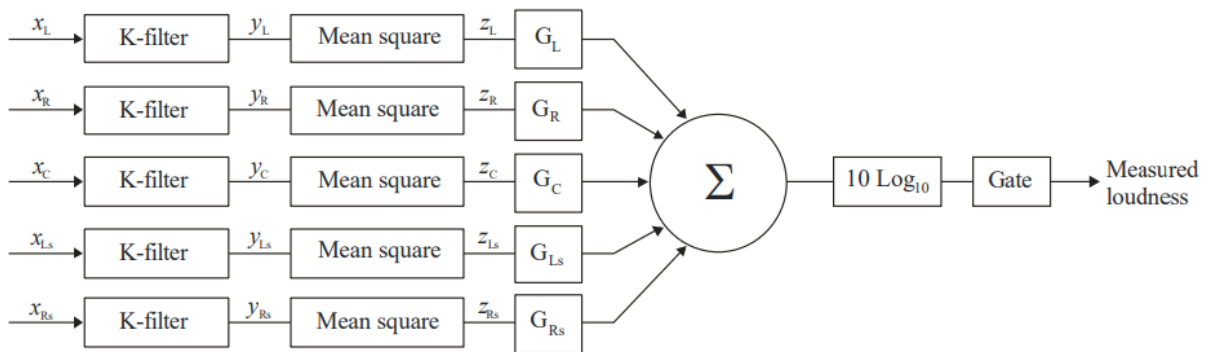 x_L K-filter y_L Mean square z_L G_L
x_R K-filter y_R Mean square z_R G_R
x_C K-filter y_C Mean square z_C G_C
x_Ls K-filter y_Ls Mean square z_Ls G_Ls
x_Rs K-filter y_Rs Mean square z_Rs G_Rs
Σ
10 Log_10
Gate
Measured
loudness